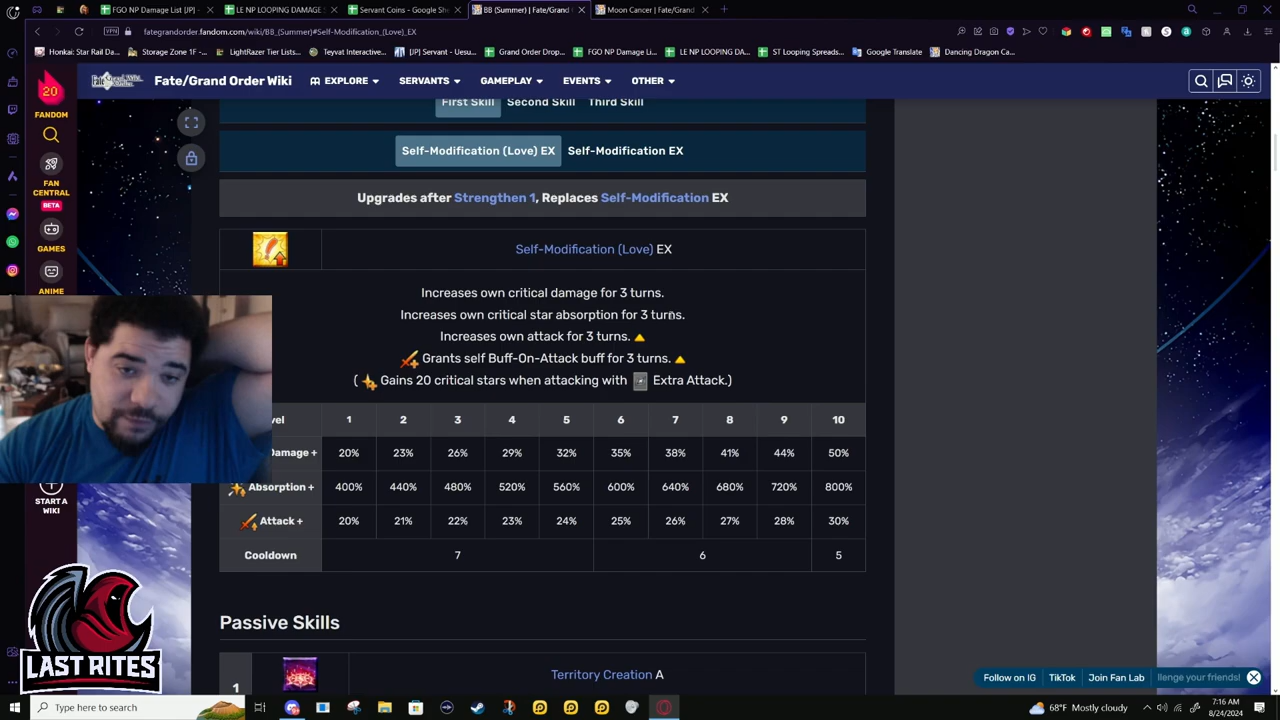 FGO NP Damage List [JP]
LE NP LOOPING DAMAGE
Servant Coins - Google She
BB (Summer) | Fate/Grand
Moon Cancer | Fate/Grand
VPN
fategrandorder.fandom.com/wiki/BB_(Summer)#Self-Modification_(Love)_EX
Honkai: Star Rail Da...
Storage Zone 1F -...
LightRazer Tier Lists...
Teyvat Interactive...
[JP] Servant - Uesu...
Grand Order Drop...
FGO NP Damage Li...
LE NP LOOPING DA...
ST Looping Spreads...
Google Translate
Dancing Dragon Ca...
20
FANDOM
Fate/Grand Order Wiki
EXPLORE
SERVANTS
GAMEPLAY
EVENTS
OTHER
First Skill Second Skill Third Skill
Self-Modification (Love) EX Self-Modification EX
FAN
CENTRAL
BETA
GAMES
ANIME
START A
WIKI
Upgrades after Strengthen 1, Replaces Self-Modification EX
Self-Modification (Love) EX
Increases own critical damage for 3 turns.
Increases own critical star absorption for 3 turns.
Increases own attack for 3 turns.
Grants self Buff-On-Attack buff for 3 turns.
( Gains 20 critical stars when attacking with Extra Attack.)
vel 1 2 3 4 5 6 7 8 9 10
Damage + 20% 23% 26% 29% 32% 35% 38% 41% 44% 50%
Absorption + 400% 440% 480% 520% 560% 600% 640% 680% 720% 800%
Attack + 20% 21% 22% 23% 24% 25% 26% 27% 28% 30%
Cooldown 7 6 5
Passive Skills
1
Territory Creation A
LAST RITES
Follow on IG
TikTok
Join Fan Lab
llenge your friends!
Type here to search
68°F Mostly cloudy
7:16 AM
8/24/2024